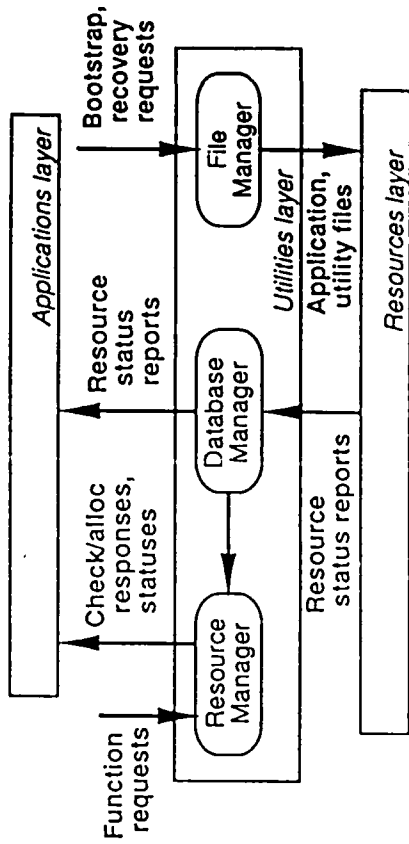 Applications layer
Function
requests
Check/alloc
responses,
statuses
Resource
status
reports
Bootstrap,
recovery
requests
Resource
Manager
Database
Manager
File
Manager
Utilities layer
Resource
status reports
Application,
utility files
Resources layer